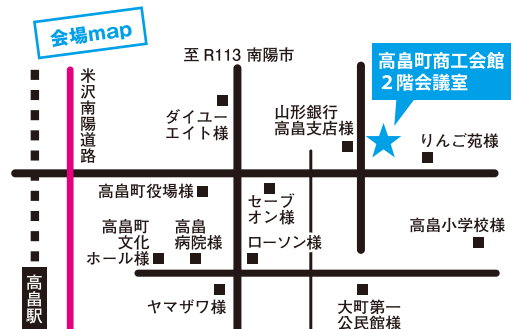 会場map
至 R113 南陽市
高畠町商工会館
２階会議室
米沢南陽道路
ダイユー
エイト様
山形銀行
高畠支店様
りんご苑様
高畠町役場様
セーブ
オン様
高畠町
文化
ホール様
高畠
病院様
ローソン様
高畠小学校様
高畠駅
ヤマザワ様
大町第一
公民館様